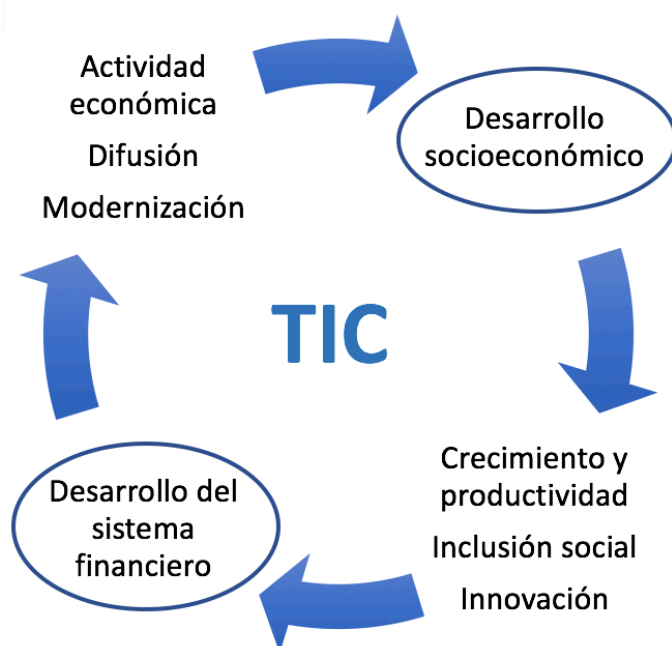 Actividad
económica
Difusión
Modernización
Desarrollo
socioeconómico
TIC
Crecimiento y
productividad
Inclusión social
Innovación
Desarrollo del
sistema
financiero